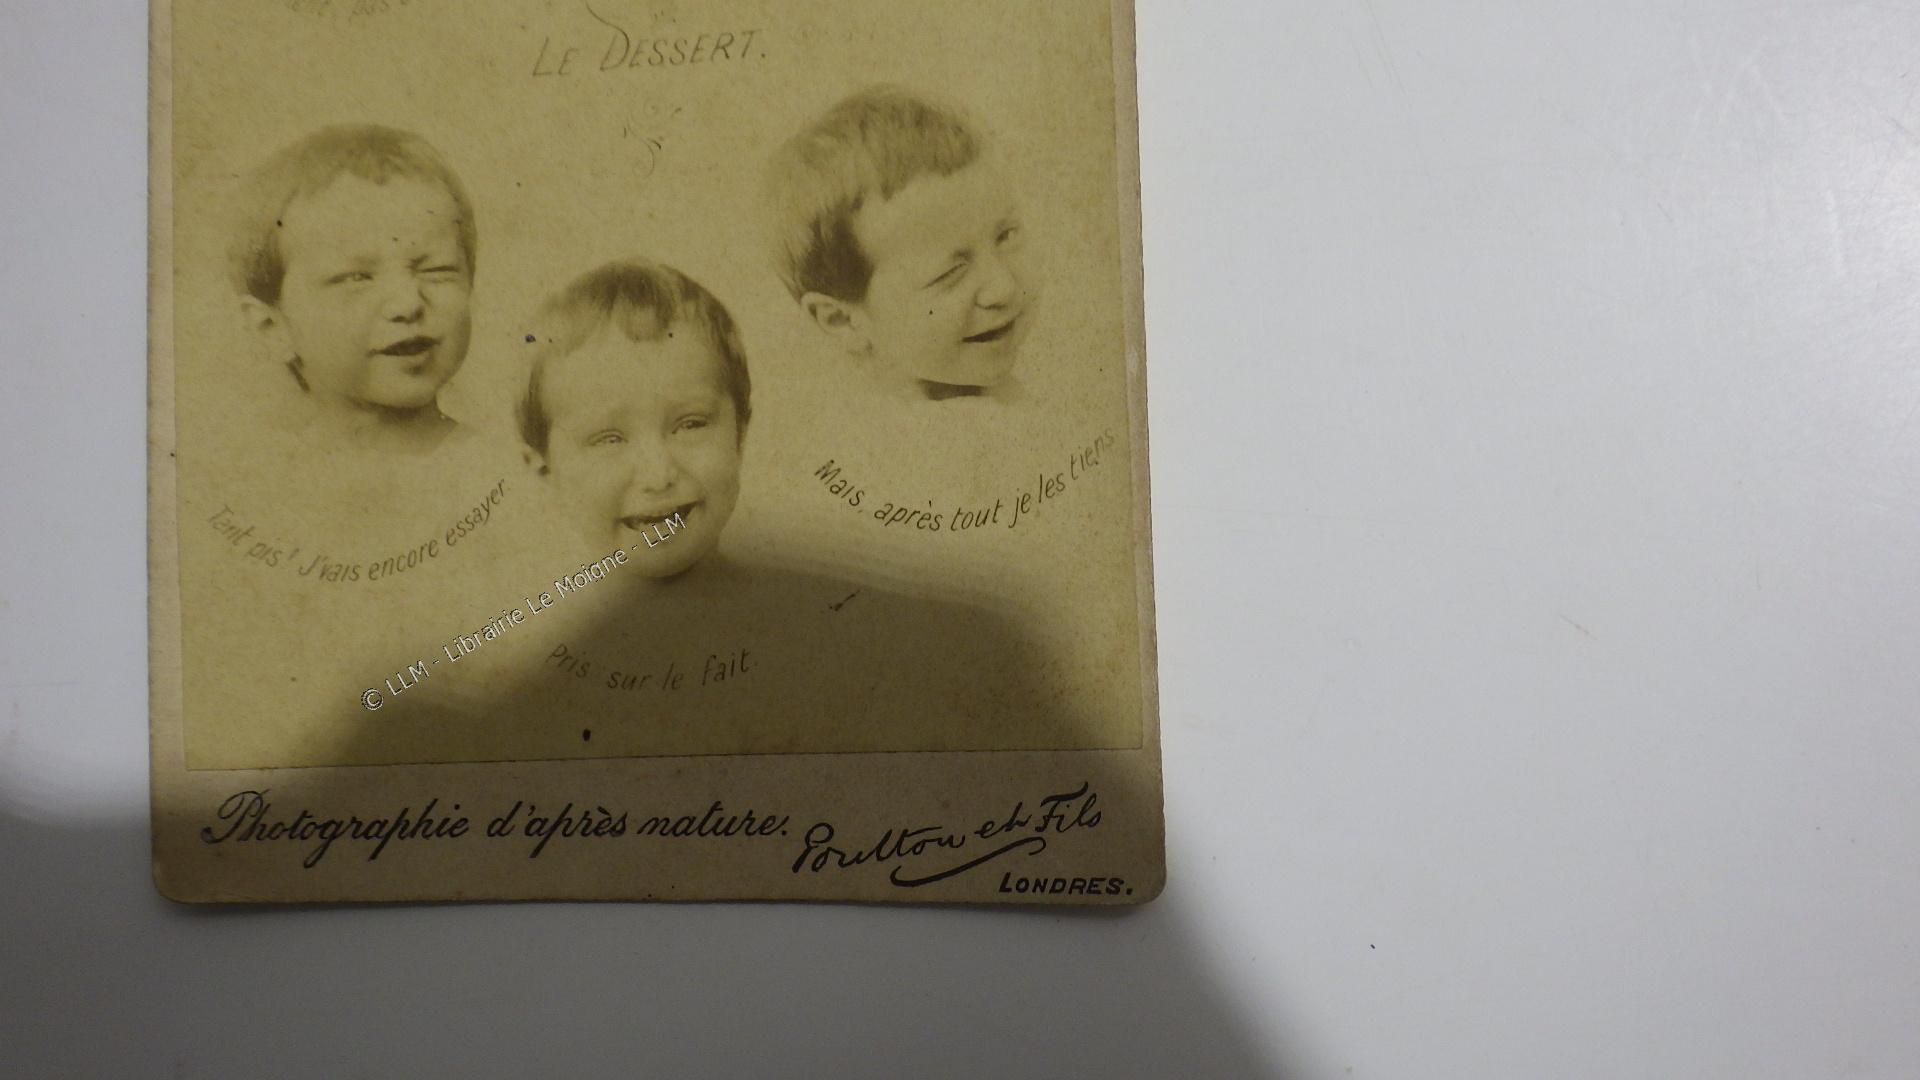 pas
LE DESSERT.
Tant pis! J'vais encore essayer.
Mais, après tout je les tiens
Pris sur le fait.
© LLM - Librairie Le Moigne - LLM
Photographie d'après nature.
Poulton et Fils
LONDRES.